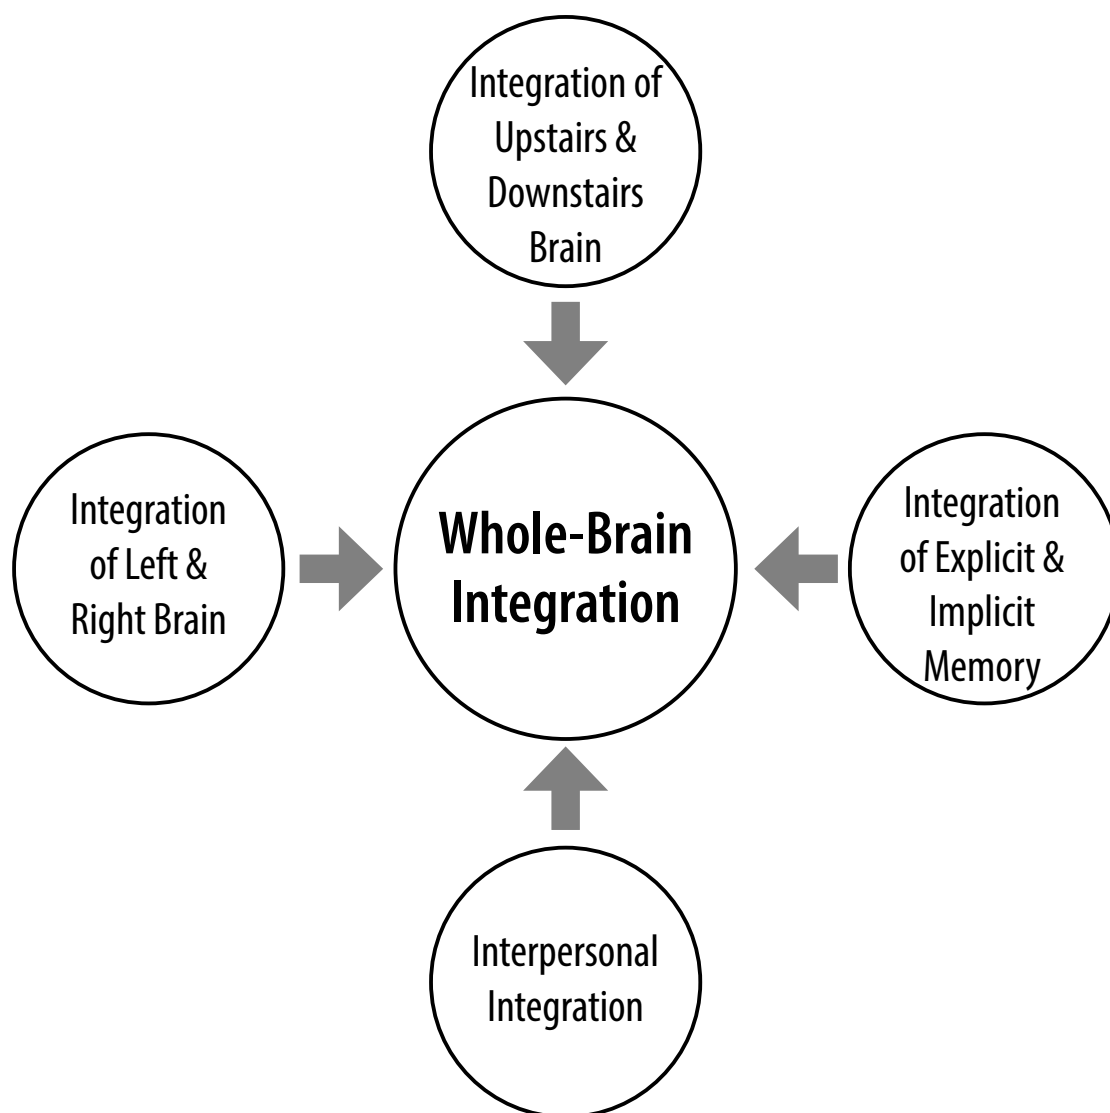 Integration of
Upstairs &
Downstairs
Brain
Integration
of Left &
Right Brain
Whole-Brain
Integration
Integration
of Explicit &
Implicit
Memory
Interpersonal
Integration